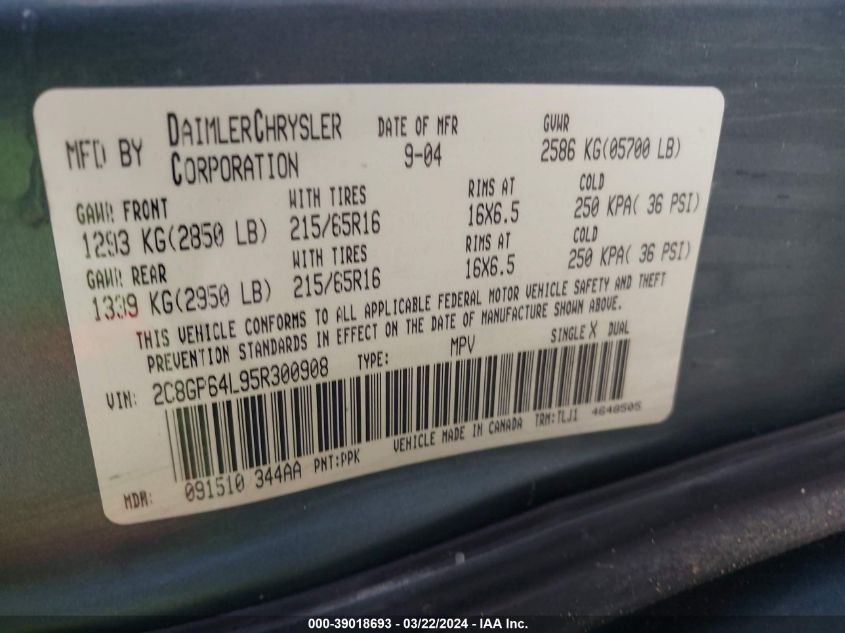 MFD BY DAIMLERCHRYSLER CORPORATION DATE OF MFR 9-04 GVWR 2586 KG(05700 LB)
GAWR FRONT WITH TIRES RIMS AT COLD
1293 KG(2850 LB) 215/65R16 16X6.5 250 KPA( 36 PSI)
GAWR REAR WITH TIRES RIMS AT COLD
1339 KG(2950 LB) 215/65R16 16X6.5 250 KPA( 36 PSI)
THIS VEHICLE CONFORMS TO ALL APPLICABLE FEDERAL MOTOR VEHICLE SAFETY AND THEFT
PREVENTION STANDARDS IN EFFECT ON THE DATE OF MANUFACTURE SHOWN ABOVE.
VIN: 2C8GP64L95R300908 TYPE: MPV SINGLE X DUAL
MDR: 091510 344AA PNT:PPK VEHICLE MADE IN CANADA TRM:TLJ1 4648505
000-39018693 - 03/22/2024 - IAA, Inc.